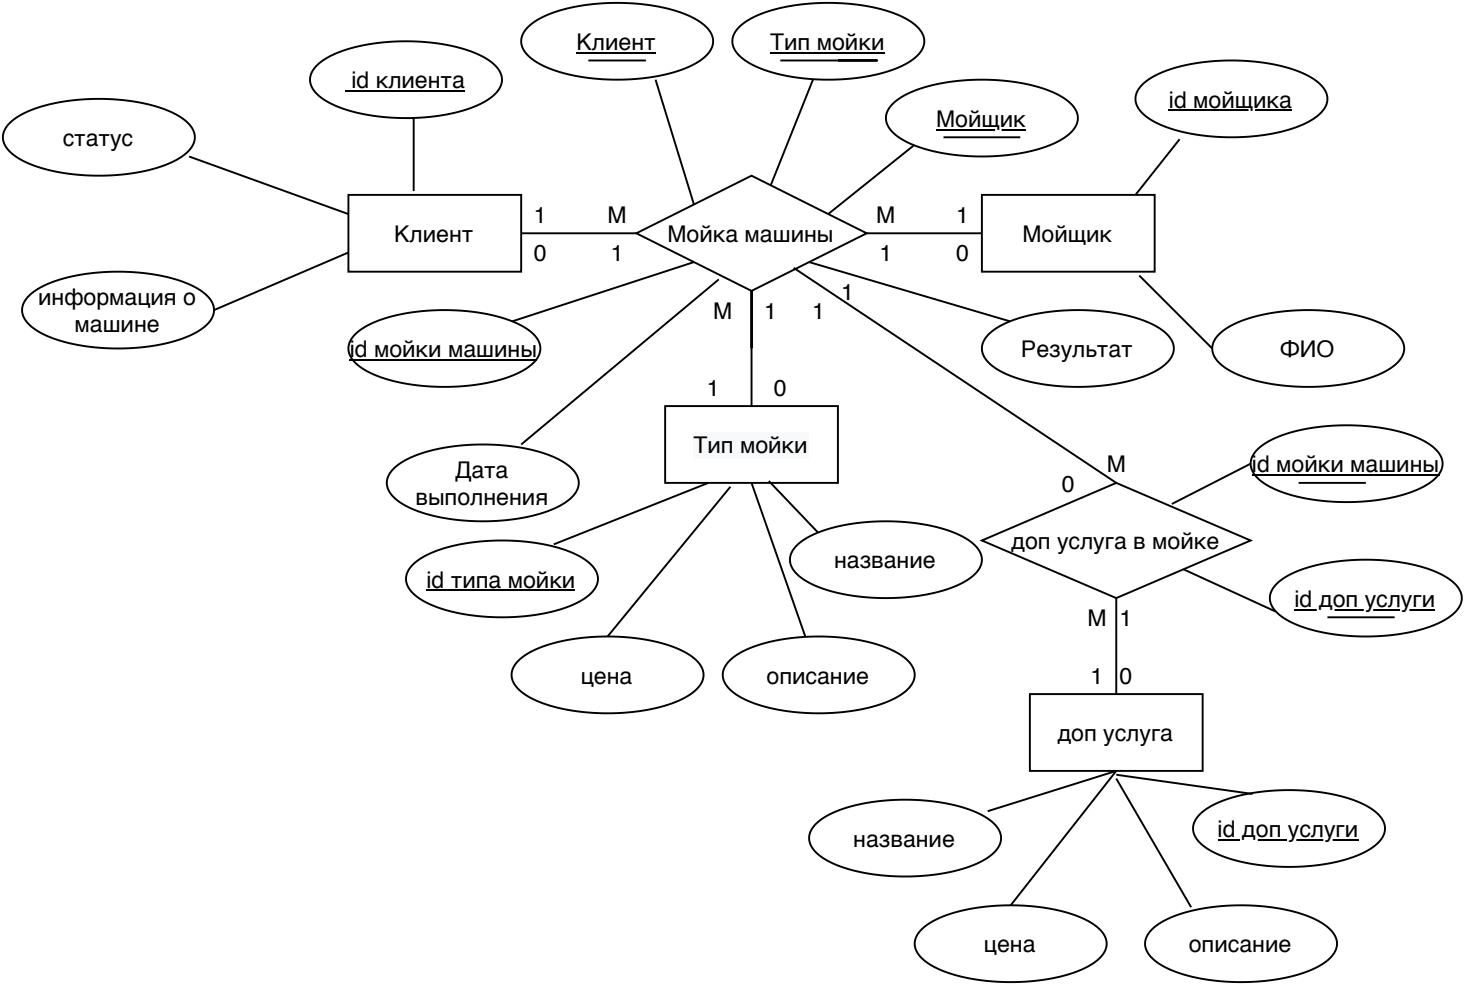 Клиент
Тип мойки
id клиента
id мойщика
Мойщик
статус
1
М
М
1
Клиент
Мойка машины
Мойщик
0
1
1
0
информация о
машине
1
М
1
1
id мойки машины
Результат
ФИО
1
0
Тип мойки
Дата
выполнения
М
id мойки машины
0
доп услуга в мойке
название
id типа мойки
id доп услуги
М
1
цена
описание
1
0
доп услуга
название
id доп услуги
цена
описание